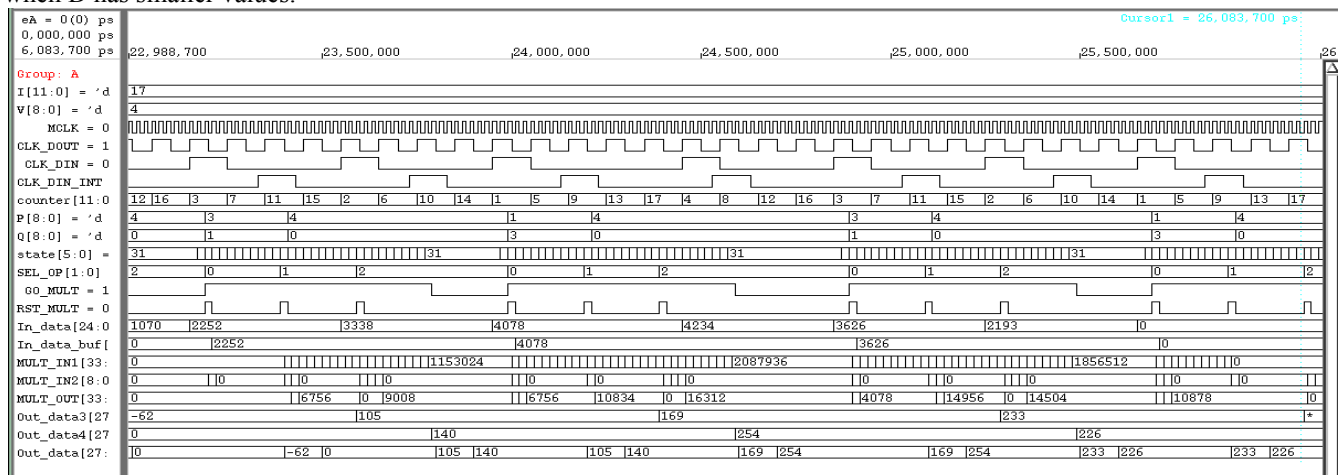 when D has smaller values.
eA = 0(0) ps
Cursor1 = 26,083,700 ps
0,000,000 ps
6,083,700 ps 22,988,700 23,500,000 24,000,000 24,500,000 25,000,000 25,500,000 26
Group: A
I[11:0] = 'd 17
V[8:0] = 'd 4
MCLK = 0
CLK_DOUT = 1
CLK_DIN = 0
CLK_DIN_INT
counter[11:0 12 16 3 7 11 15 2 6 10 14 1 5 9 13 17 4 8 12 16 3 7 11 15 2 6 10 14 1 5 9 13 17
P[8:0] = 'd 4 3 4 1 4 3 4 1 4
Q[8:0] = 'd 0 1 0 3 0 1 0 3 0
state[5:0] = 31 31 31 31
SEL_OP[1:0] 2 0 1 2 0 1 2 0 1 2 0 1 2
GO_MULT = 1
RST_MULT = 0
In_data[24:0 1070 2252 3338 4078 4234 3626 2193 0
In_data_buf[ 0 2252 4078 3626 0
MULT_IN1[33: 0 1153024 2087936 1856512 0
MULT_IN2[8:0 0 0 0 0 0 0 0 0 0 0 0 0
MULT_OUT[33: 0 6756 0 9008 6756 10834 0 16312 4078 14956 0 14504 10878 0
Out_data3[27 -62 105 169 233 *
Out_data4[27 0 140 254 226
Out_data[27: 0 -62 0 105 140 105 140 169 254 169 254 233 226 233 226